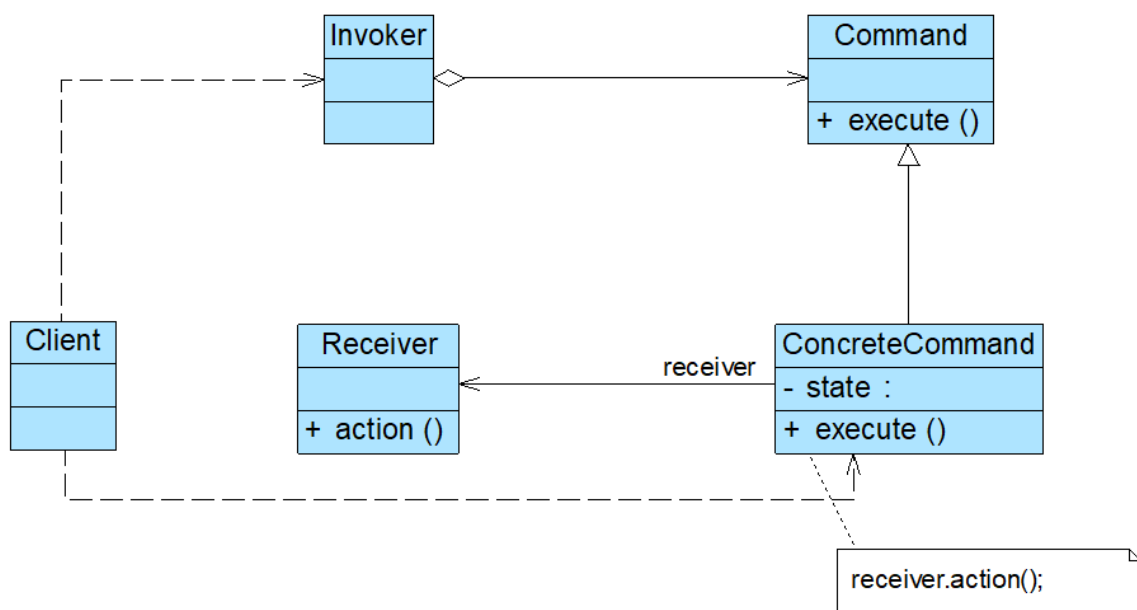 Invoker
Command
+ execute ()
Client
Receiver
+ action ()
receiver
ConcreteCommand
- state :
+ execute ()
receiver.action();